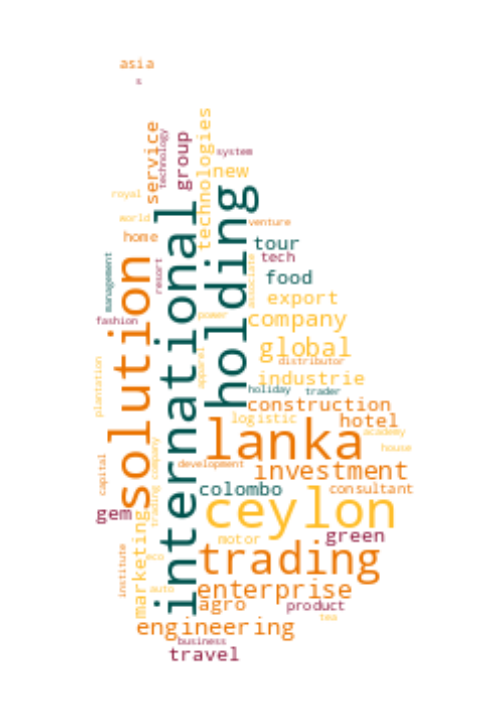 asia
s
service
technology
group
technologies
system
new
royal
world
home
venture
tour
tech
management
resort
associate
food
export
fashion
power
company
global
distributor
plantation
apparel
industrie
holiday
trader
solution
international
holding
construction
logistic
hotel
academy
lanka
house
trading company
development
investment
capital
colombo
consultant
gem
ceylon
marketing
motor
green
trading
institute
eco
auto
enterprise
agro
product
tea
engineering
business
travel